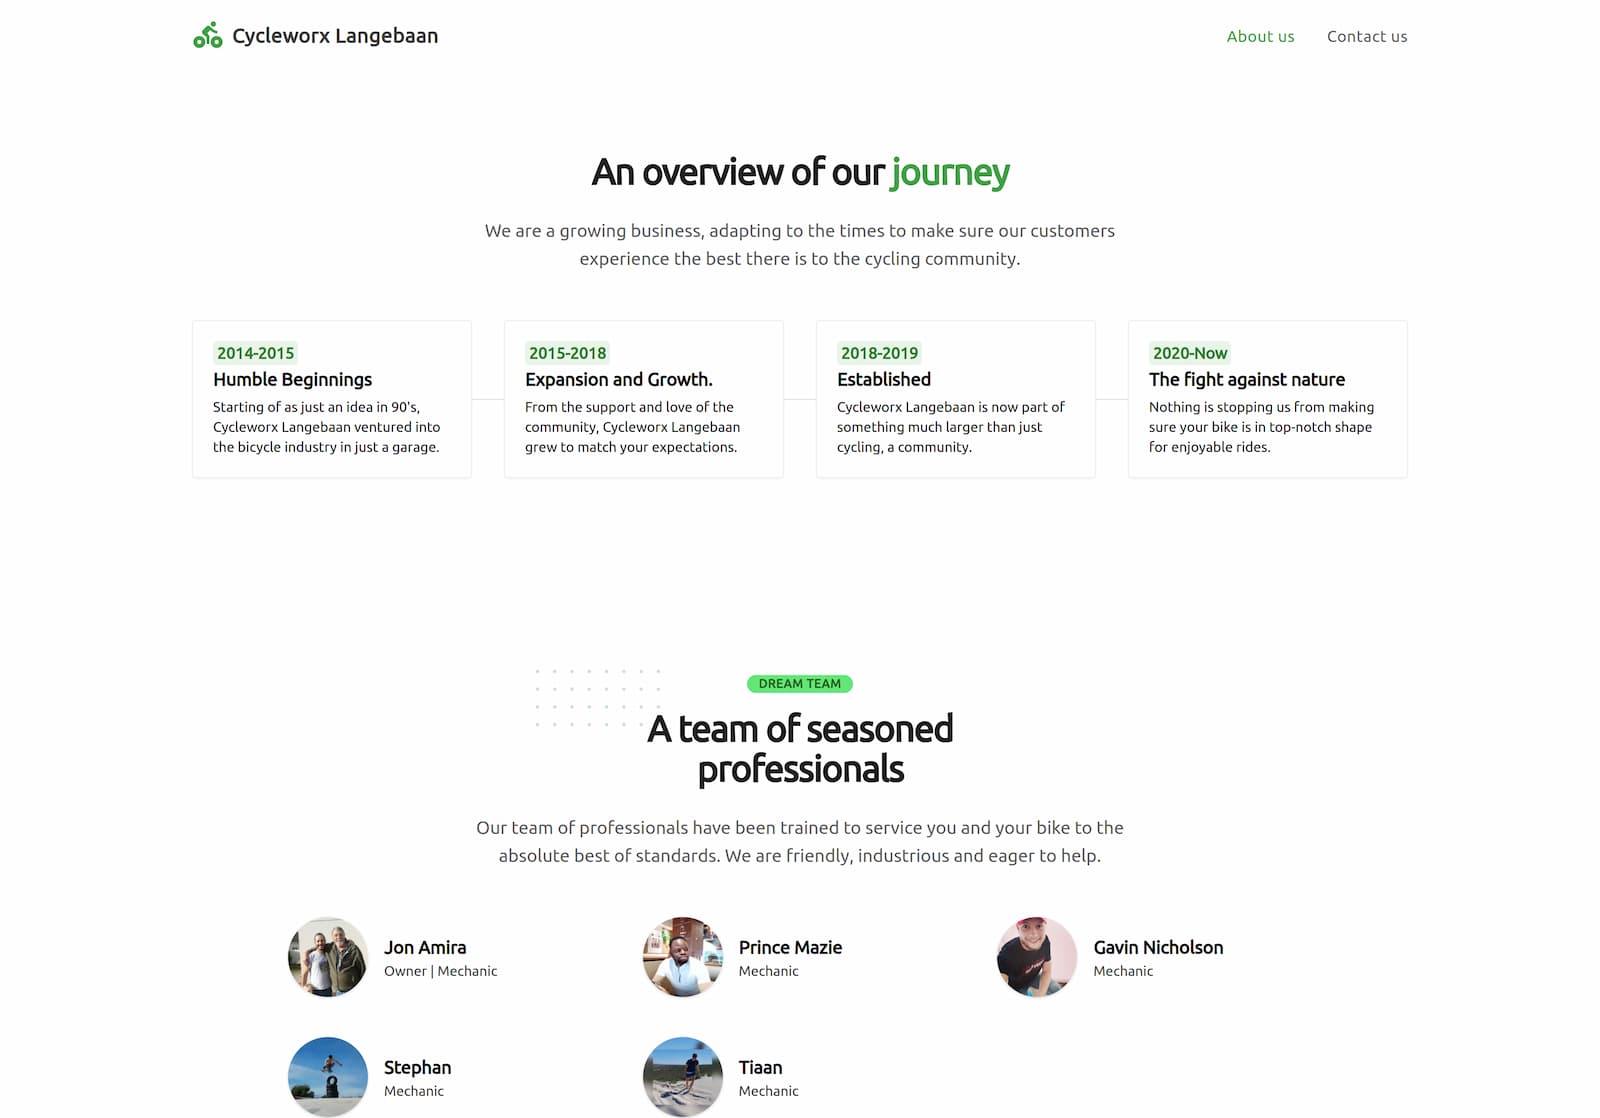 Cycleworx Langebaan
About us
Contact us
An overview of our journey
We are a growing business, adapting to the times to make sure our customers
experience the best there is to the cycling community.
2014-2015
Humble Beginnings
Starting of as just an idea in 90's,
Cycleworx Langebaan ventured into
the bicycle industry in just a garage.
2015-2018
Expansion and Growth.
From the support and love of the
community, Cycleworx Langebaan
grew to match your expectations.
2018-2019
Established
Cycleworx Langebaan is now part of
something much larger than just
cycling, a community.
2020-Now
The fight against nature
Nothing is stopping us from making
sure your bike is in top-notch shape
for enjoyable rides.
DREAM TEAM
A team of seasoned
professionals
Our team of professionals have been trained to service you and your bike to the
absolute best of standards. We are friendly, industrious and eager to help.
Jon Amira
Owner | Mechanic
Prince Mazie
Mechanic
Gavin Nicholson
Mechanic
Stephan
Mechanic
Tiaan
Mechanic